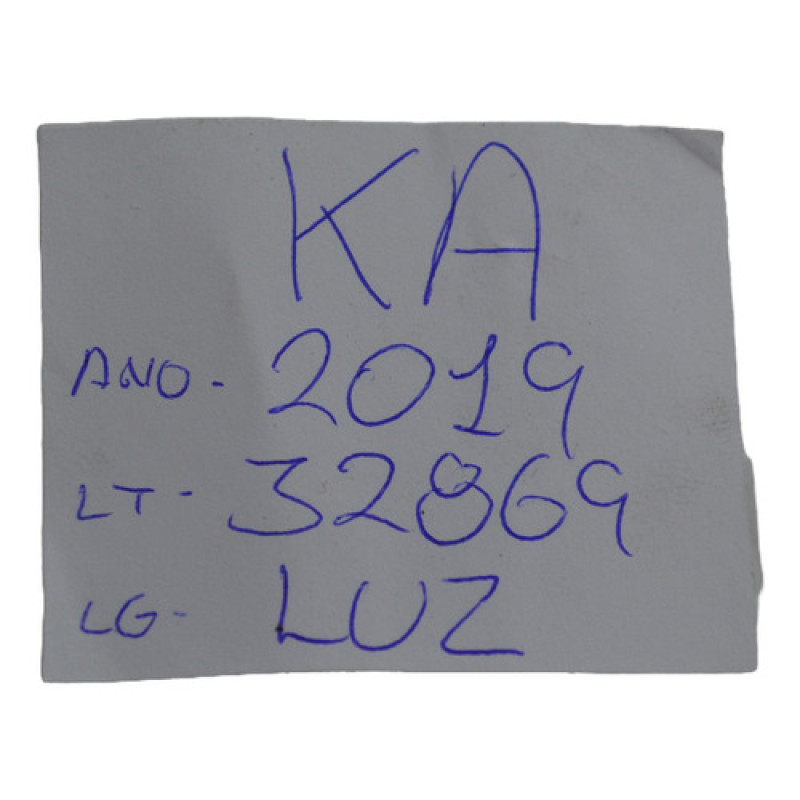 KA
ANO- 2019
LT- 32869
LG- LUZ